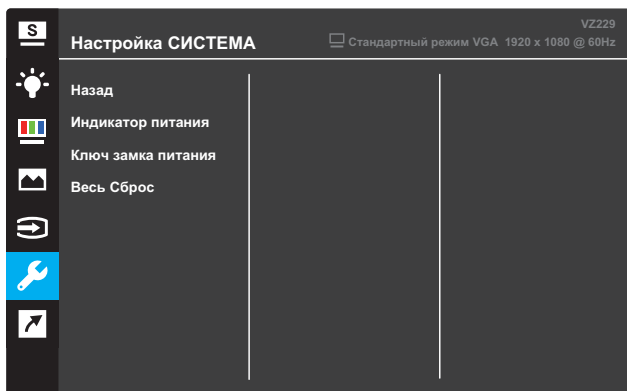 S
VZ229
Настройка СИСТЕМА
Стандартный режим VGA 1920 x 1080 @ 60Hz
Назад
Индикатор питания
Ключ замка питания
Весь Сброс